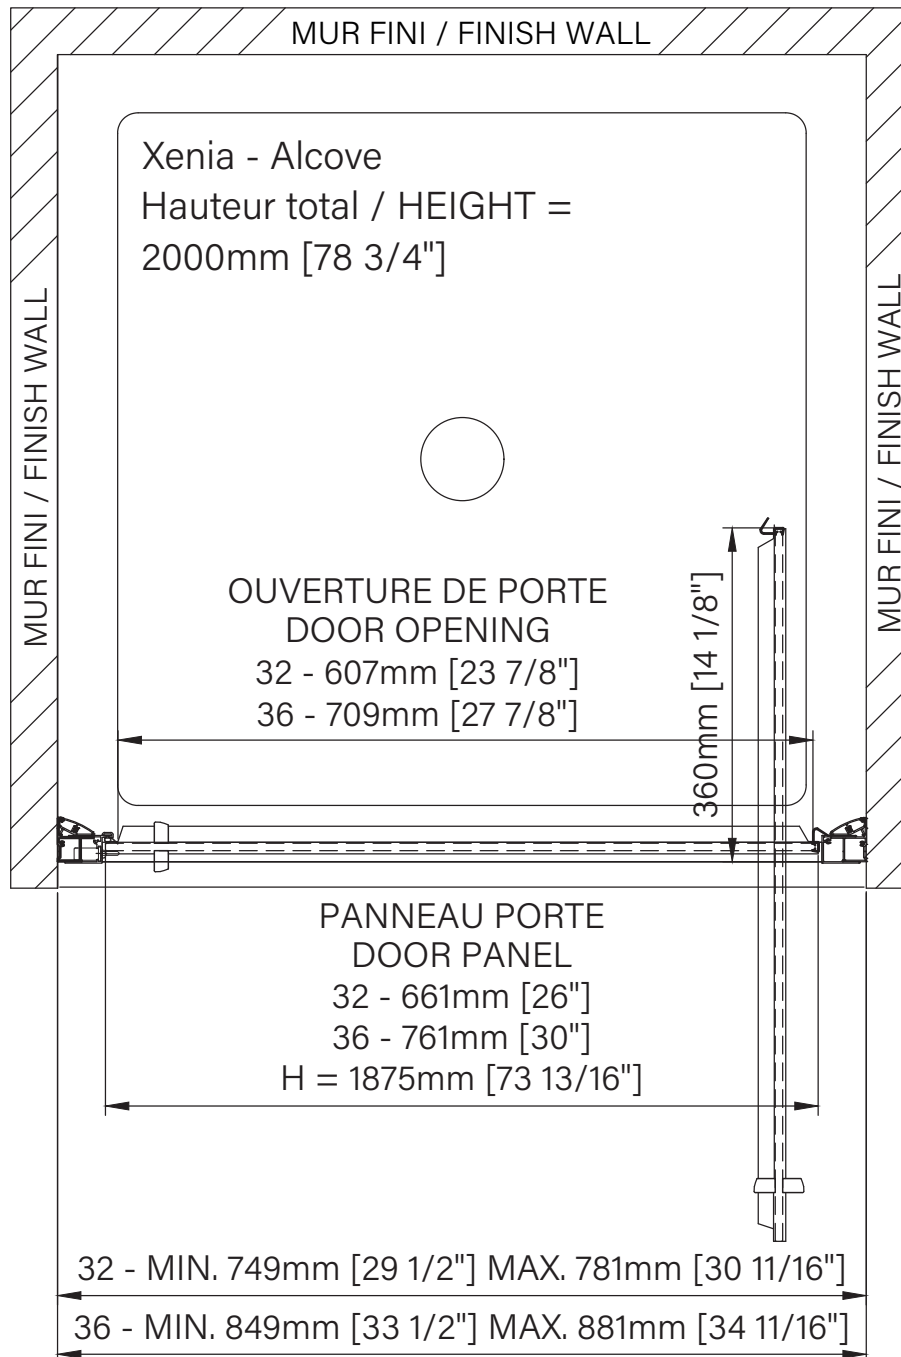 MUR FINI / FINISH WALL
Xenia - Alcove
Hauteur total / HEIGHT =
2000mm [78 3/4"]
MUR FINI / FINISH WALL
MUR FINI / FINISH WALL
OUVERTURE DE PORTE
DOOR OPENING
32 - 607mm [23 7/8"]
36 - 709mm [27 7/8"]
360mm [14 1/8"]
PANNEAU PORTE
DOOR PANEL
32 - 661mm [26"]
36 - 761mm [30"]
H = 1875mm [73 13/16"]
32 - MIN. 749mm [29 1/2"] MAX. 781mm [30 11/16"]
36 - MIN. 849mm [33 1/2"] MAX. 881mm [34 11/16"]